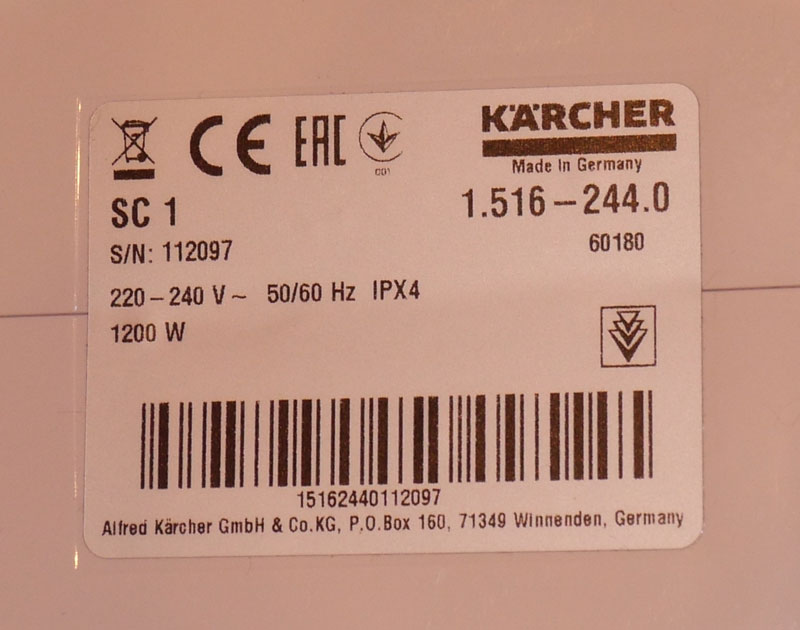 CE EAC 001
KÄRCHER
Made In Germany
SC 1
1.516-244.0
S/N: 112097
60180
220-240 V~ 50/60 Hz IPX4
1200 W
15162440112097
Alfred Kärcher GmbH & Co.KG, P.O.Box 160, 71349 Winnenden, Germany